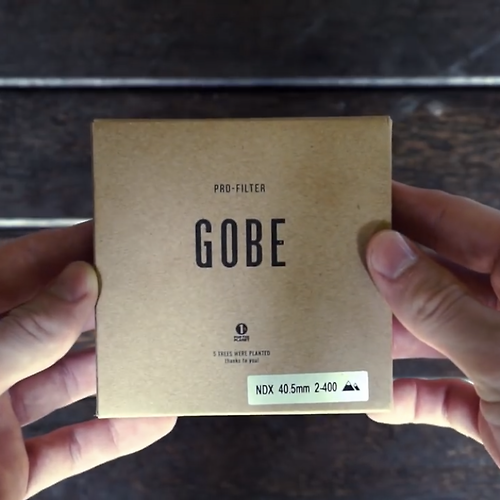 PRO-FILTER
GOBE
5 TREES WERE PLANTED
(thanks to you)
NDX 40.5mm 2-400